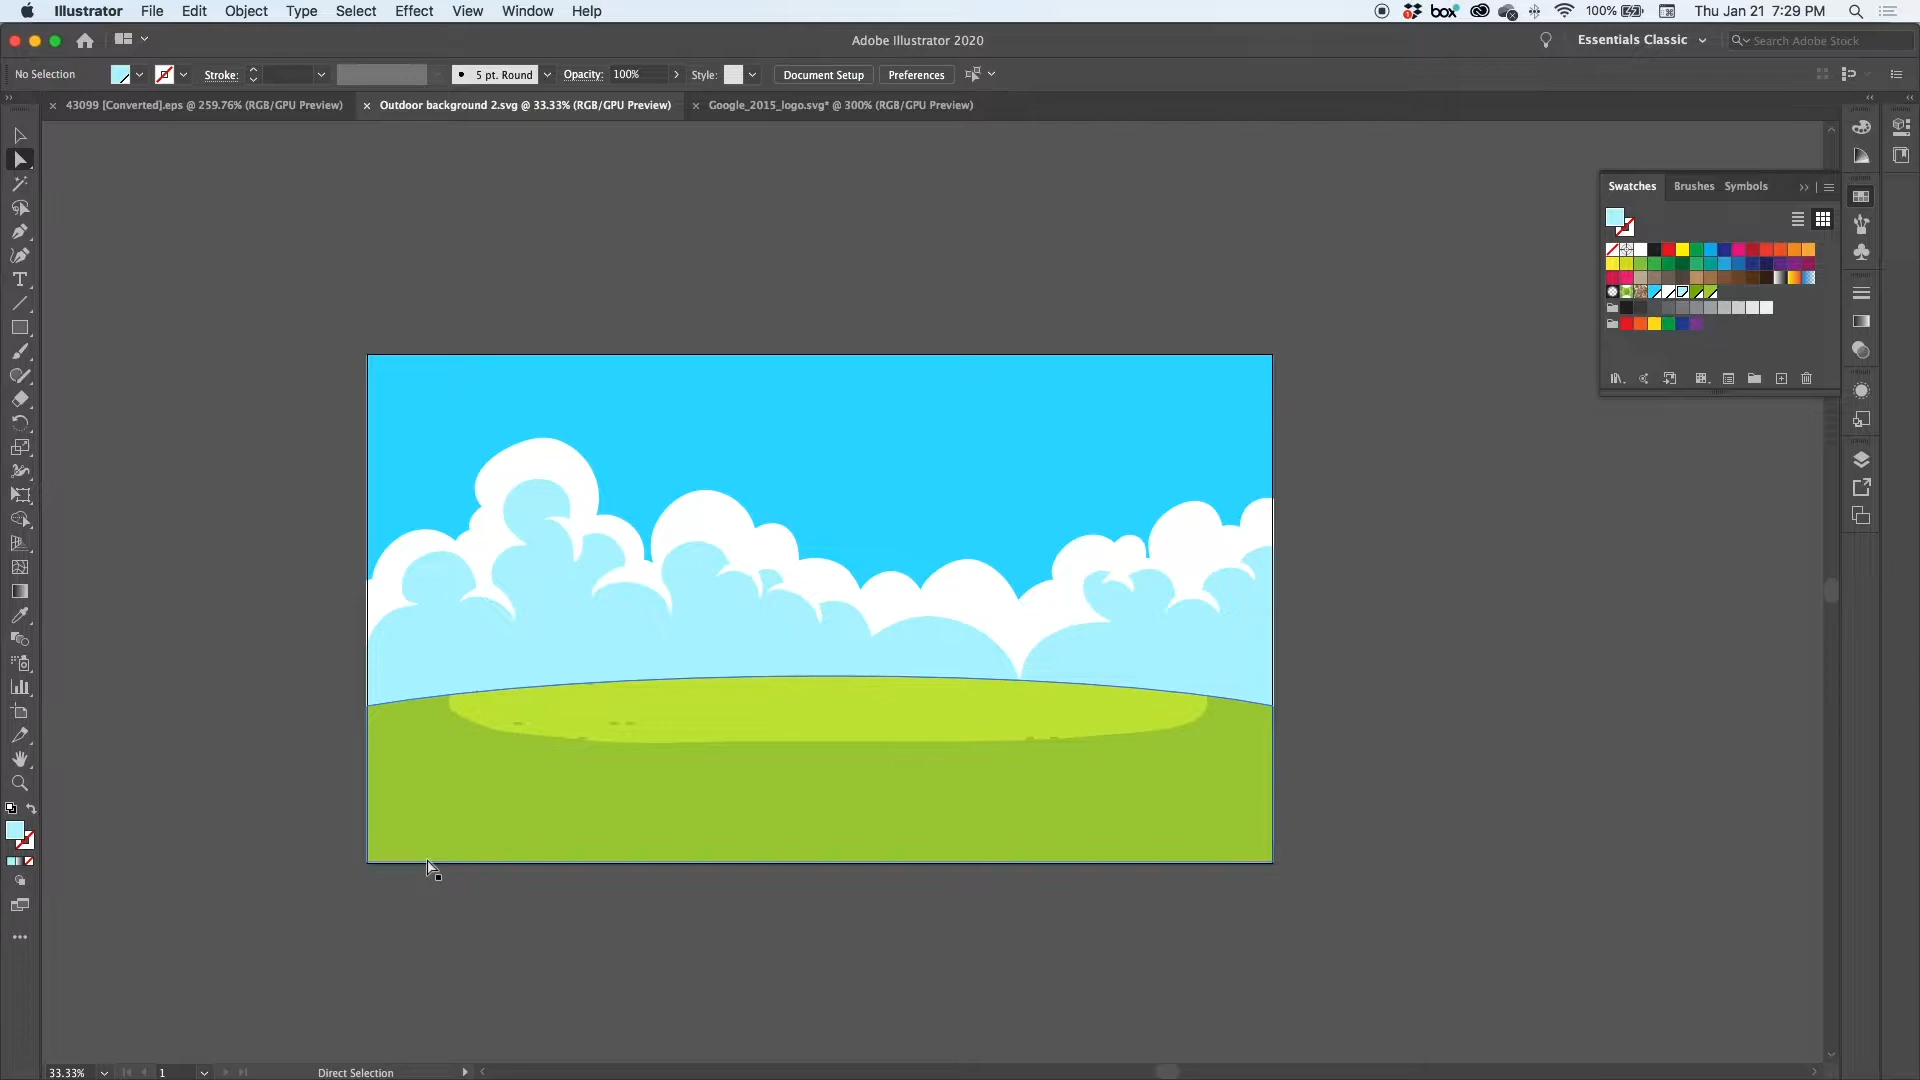 Illustrator File Edit Object Type Select Effect View Window Help
box 100% Thu Jan 21 7:29 PM
Adobe Illustrator 2020
Essentials Classic
Search Adobe Stock
No Selection Stroke: 5 pt. Round Opacity: 100% Style: Document Setup Preferences
43099 [Converted].eps @ 259.76% (RGB/GPU Preview)
Outdoor background 2.svg @ 33.33% (RGB/GPU Preview)
Google_2015_logo.svg* @ 300% (RGB/GPU Preview)
Swatches Brushes Symbols
33.33% 1 Direct Selection